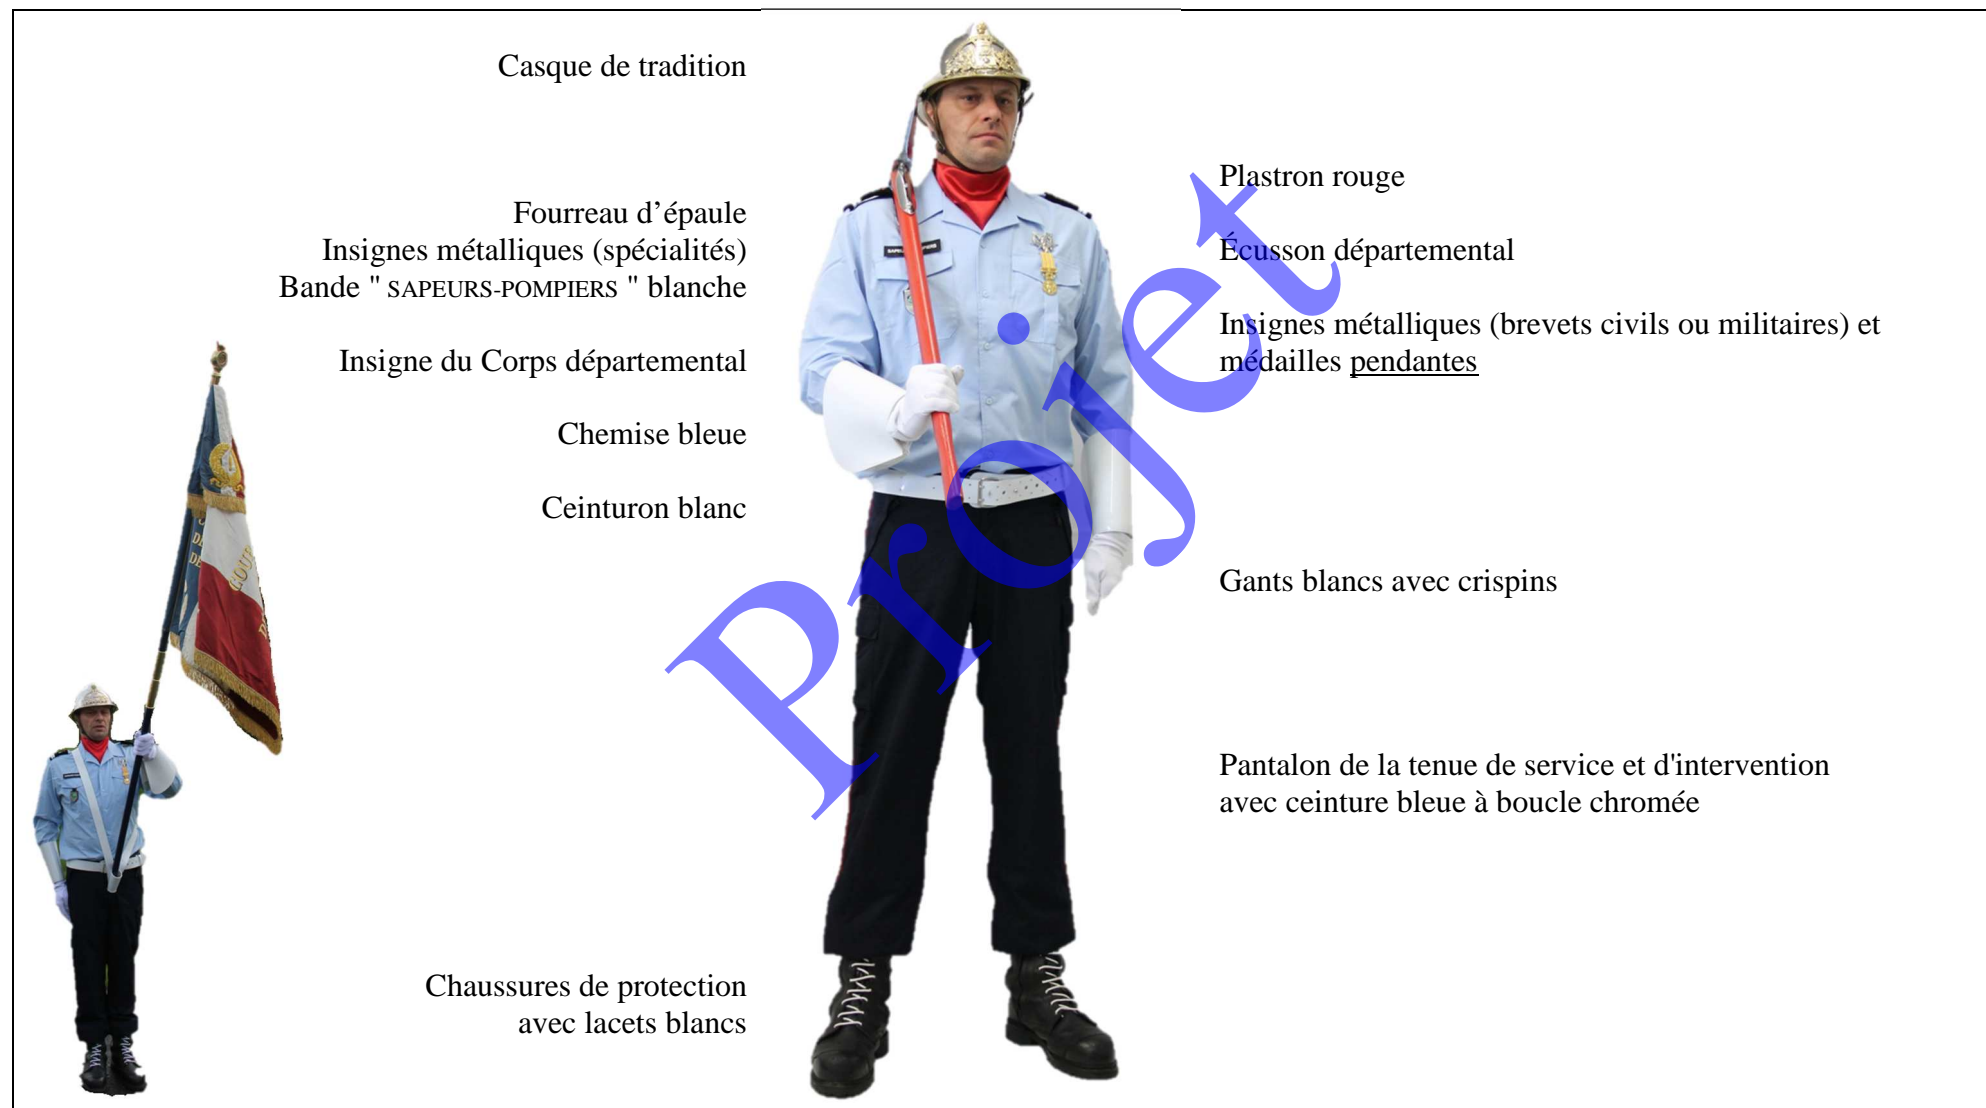 Casque de tradition
Fourreau d’épaule
Insignes métalliques (spécialités)
Bande " SAPEURS-POMPIERS " blanche
Insigne du Corps départemental
Chemise bleue
Ceinturon blanc
Chaussures de protection
avec lacets blancs
Plastron rouge
Écusson départemental
Insignes métalliques (brevets civils ou militaires) et
médailles pendantes
Gants blancs avec crispins
Pantalon de la tenue de service et d'intervention
avec ceinture bleue à boucle chromée
Projet